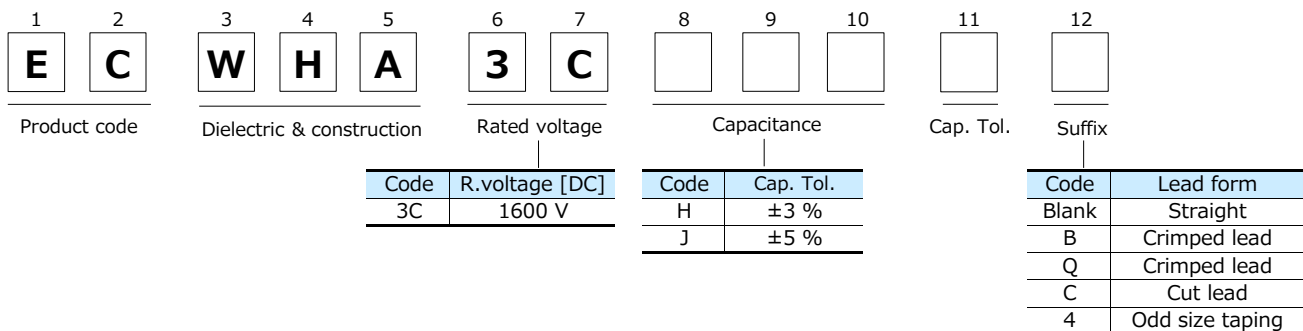 1 2 3 4 5 6 7 8 9 10 11 12
E C W H A 3 C
Product code Dielectric & construction Rated voltage Capacitance Cap. Tol. Suffix
Code R.voltage [DC] Code Cap. Tol. Code Lead form
3C 1600 V H ±3 % Blank Straight
J ±5 % B Crimped lead
Q Crimped lead
C Cut lead
4 Odd size taping